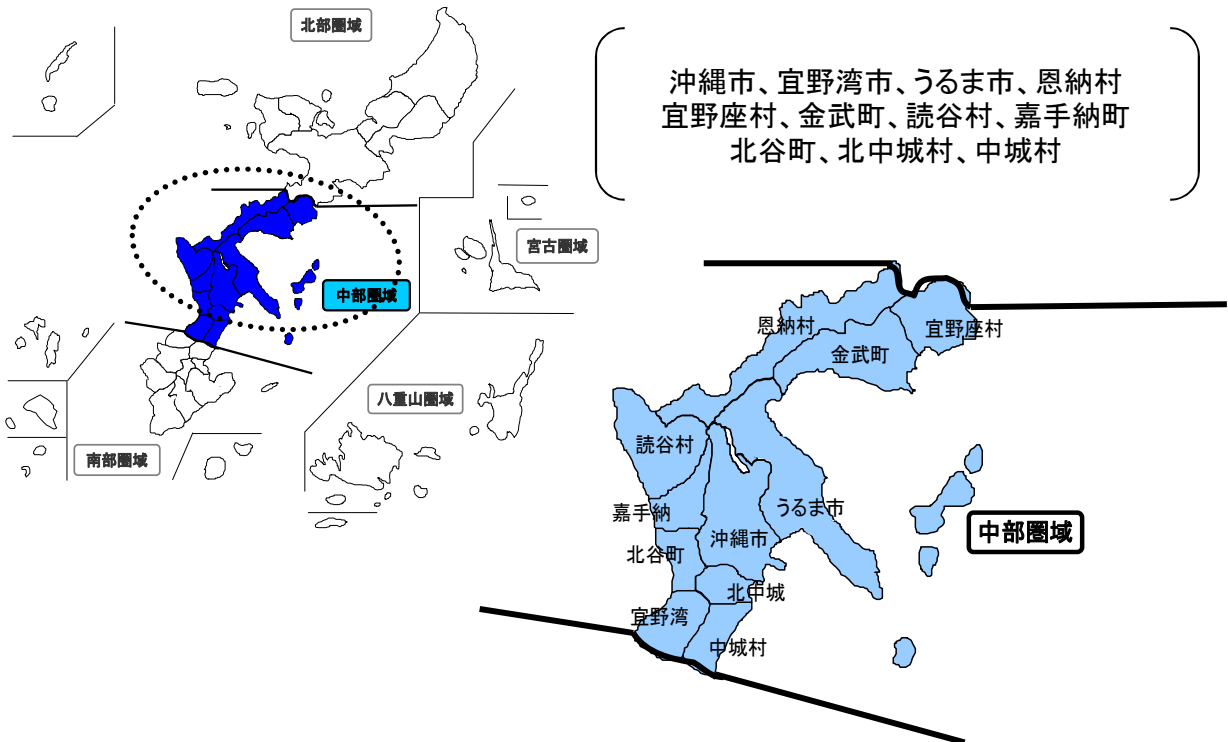 北部圏域
沖縄市、宜野湾市、うるま市、恩納村
宜野座村、金武町、読谷村、嘉手納町
北谷町、北中城村、中城村
宮古圏域
中部圏域
八重山圏域
南部圏域
恩納村
宜野座村
金武町
読谷村
うるま市
嘉手納
沖縄市
中部圏域
北谷町
北中城
宜野湾
中城村